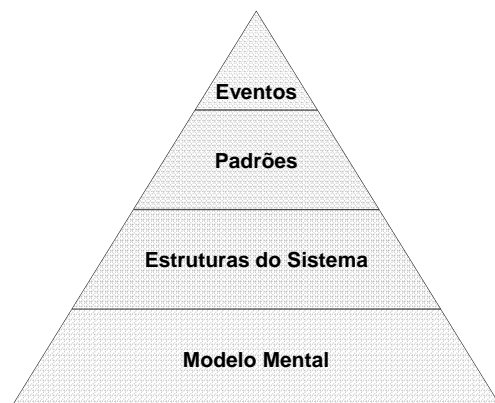 Eventos
Padrões
Estruturas do Sistema
Modelo Mental